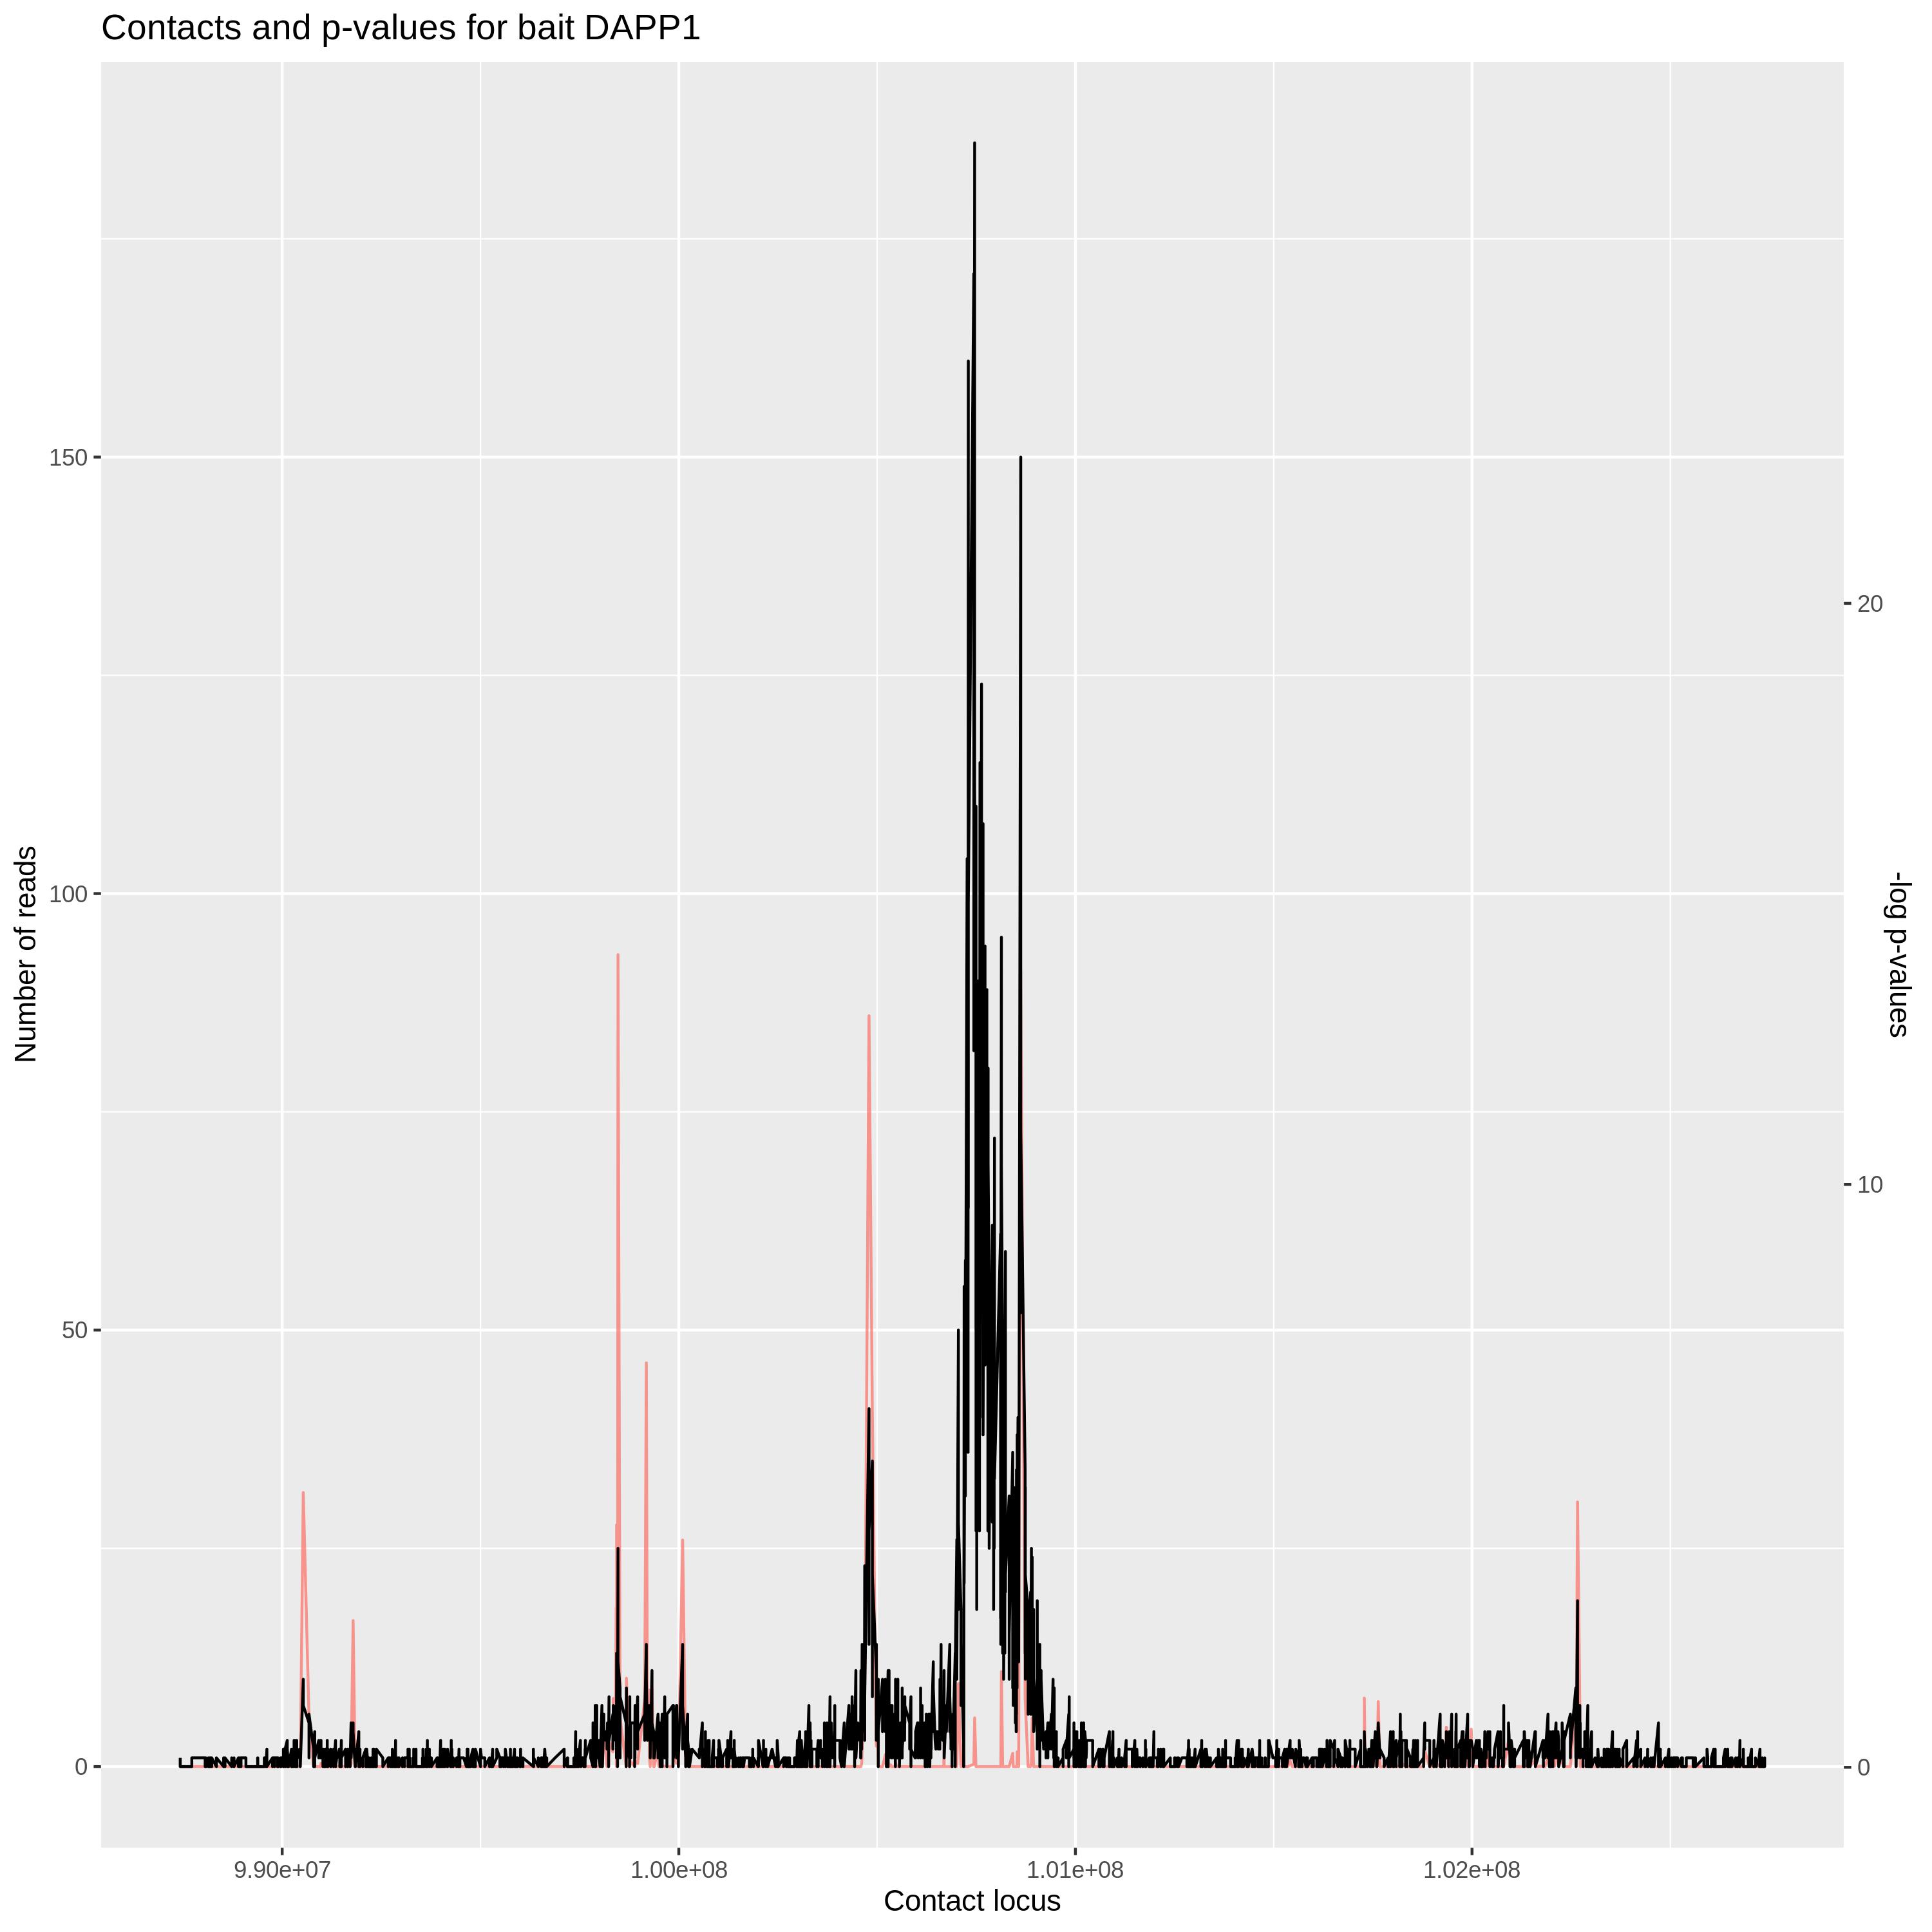 Contacts and p-values for bait DAPP1
150
100
50
0
Number of reads
20
10
0
-log p-values
9.90e+07
1.00e+08
1.01e+08
1.02e+08
Contact locus